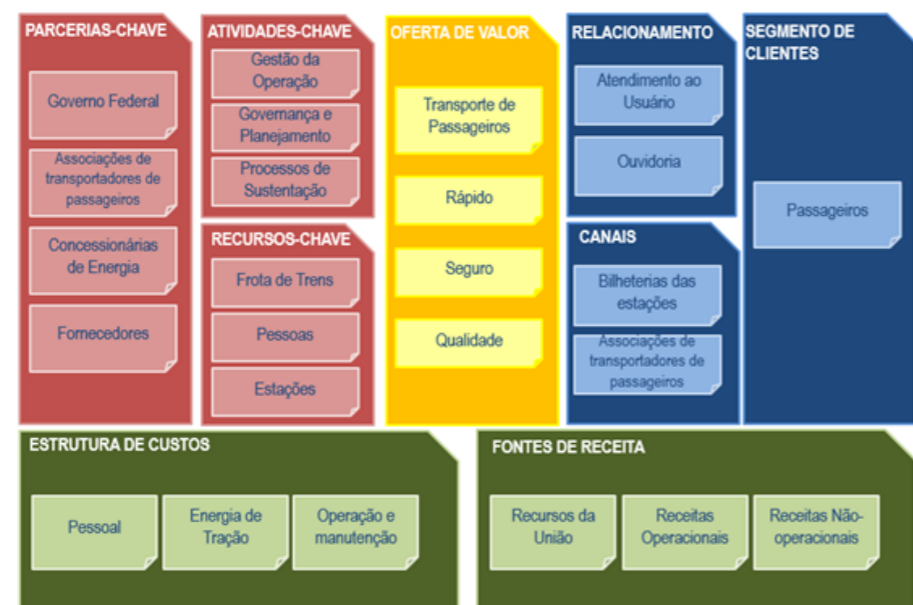 PARCERIAS-CHAVE
Governo Federal
Associações de
transportadores de
passageiros
Concessionárias
de Energia
Fornecedores
ATIVIDADES-CHAVE
Gestão da
Operação
Governança e
Planejamento
Processos de
Sustentação
RECURSOS-CHAVE
Frota de Trens
Pessoas
Estações
OFERTA DE VALOR
Transporte de
Passageiros
Rápido
Seguro
Qualidade
RELACIONAMENTO
Atendimento ao
Usuário
Ouvidoria
CANAIS
Bilheterias das
estações
Associações de
transportadores de
passageiros
SEGMENTO DE
CLIENTES
Passageiros
ESTRUTURA DE CUSTOS
Pessoal
Energia de
Tração
Operação e
manutenção
FONTES DE RECEITA
Recursos da
União
Receitas
Operacionais
Receitas Não-
operacionais